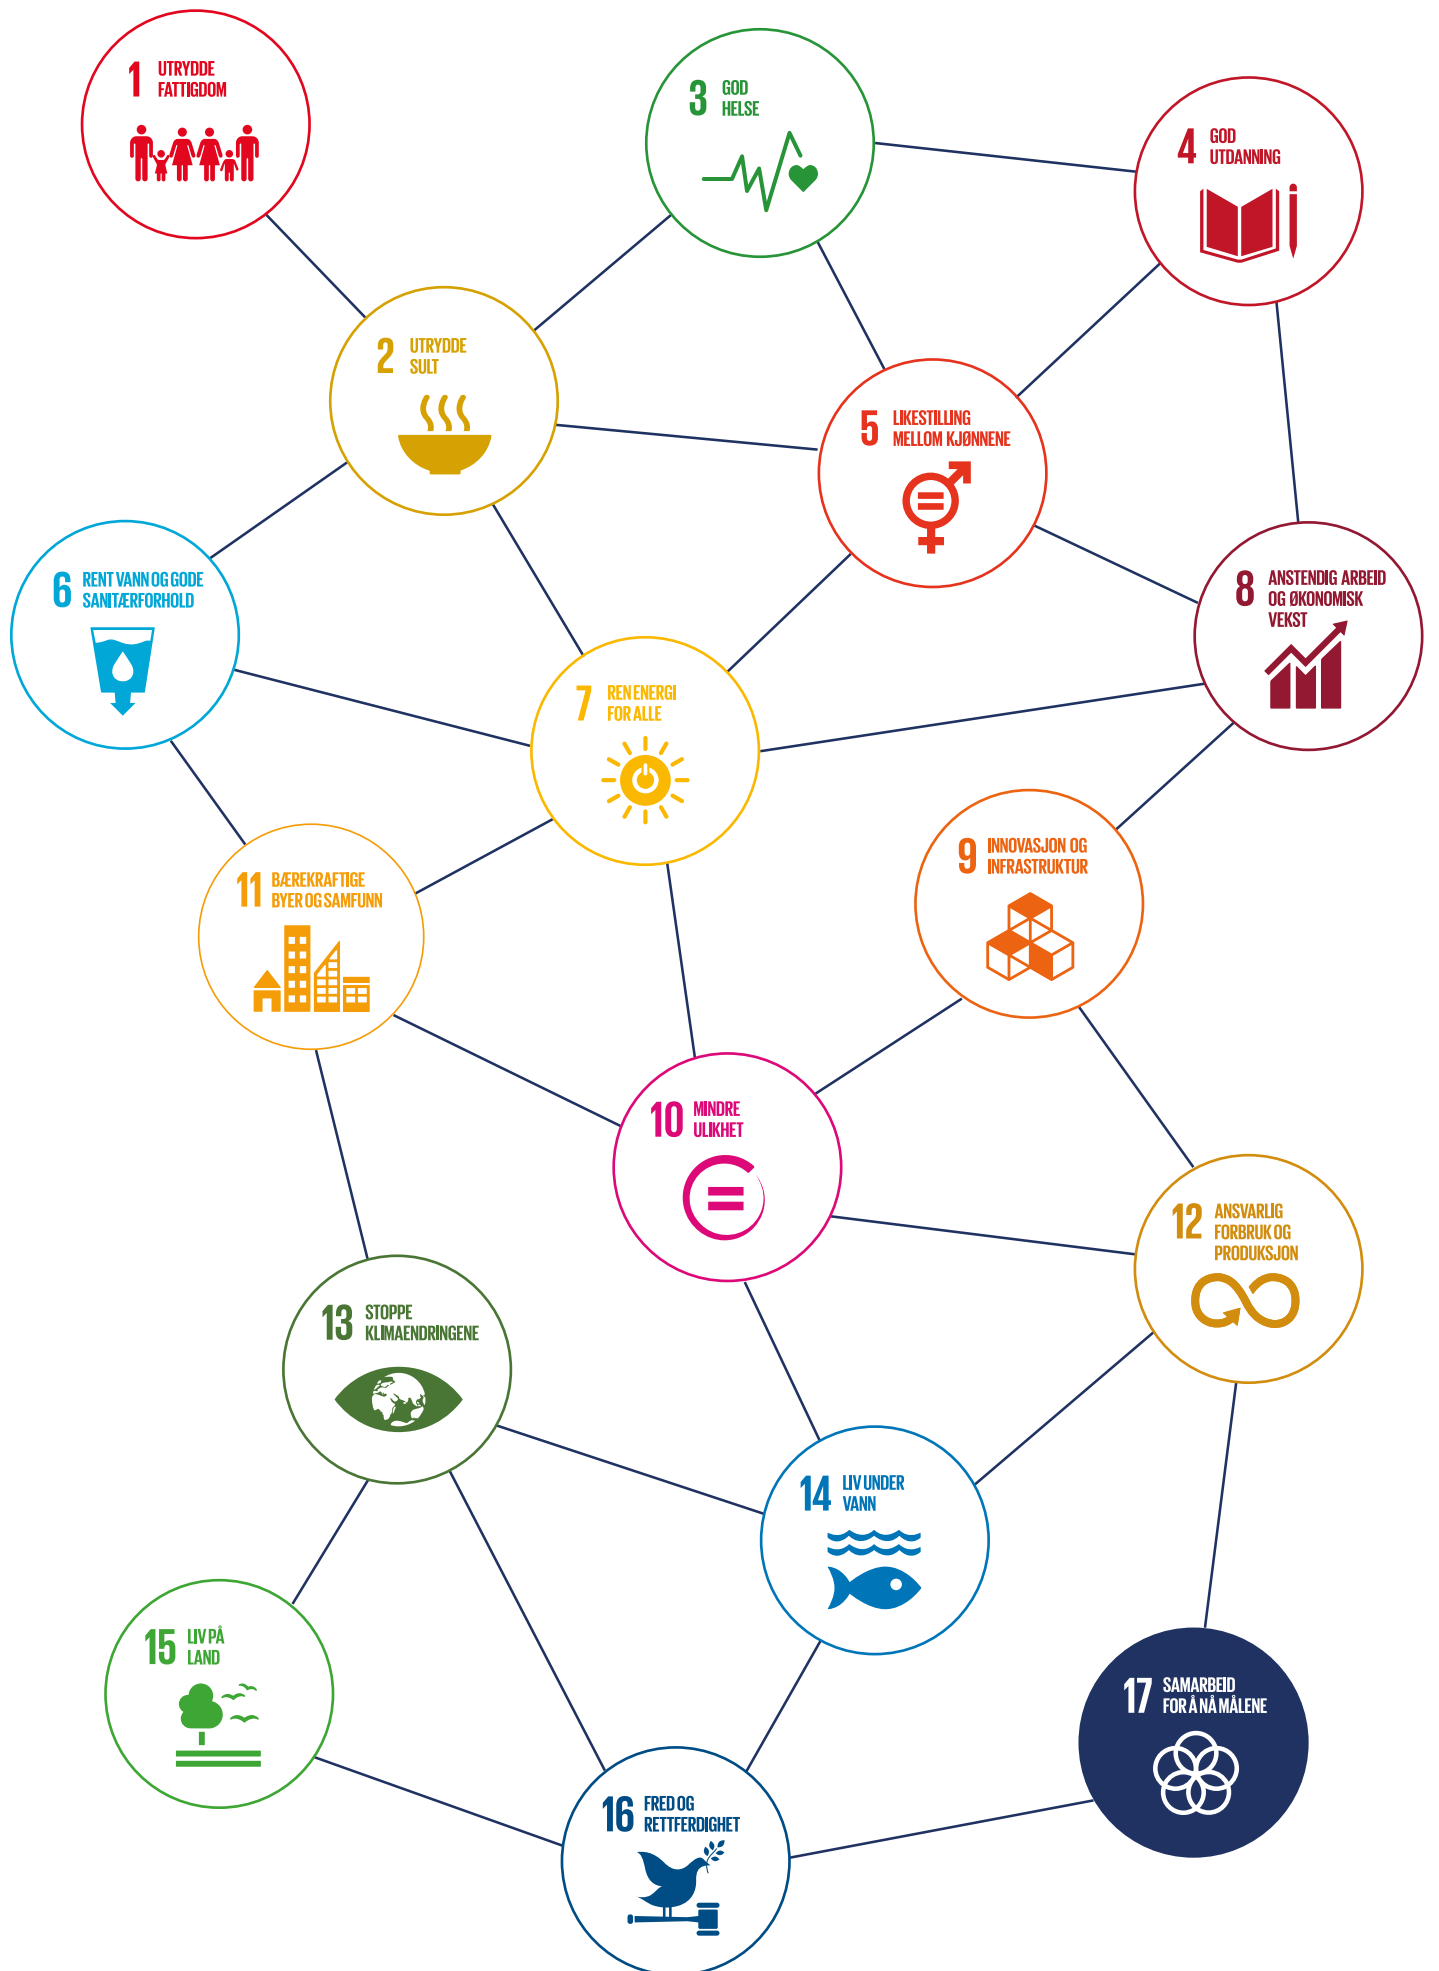 1 UTRYDDE
FATTIGDOM
3 GOD
HELSE
4 GOD
UTDANNING
2 UTRYDDE
SULT
5 LIKESTILLING
MELLOM KJØNNENE
6 RENT VANN OG GODE
SANITÆRFORHOLD
8 ANSTENDIG ARBEID
OG ØKONOMISK
VEKST
7 REN ENERGI
FOR ALLE
9 INNOVASJON OG
INFRASTRUKTUR
11 BÆREKRAFTIGE
BYER OG SAMFUNN
10 MINDRE
ULIKHET
12 ANSVARLIG
FORBRUK OG
PRODUKSJON
13 STOPPE
KLIMAENDRINGENE
14 LIV UNDER
VANN
15 LIV PÅ
LAND
17 SAMARBEID
FOR Å NÅ MÅLENE
16 FRED OG
RETTFERDIGHET